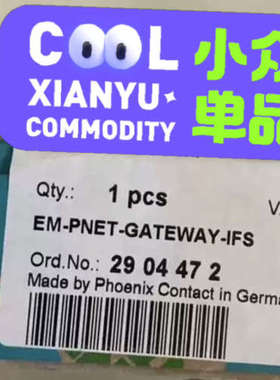 COOL 小众
XIANYU 单品
COMMODITY
Qty.: 1 pcs
V
EM-PNET-GATEWAY-IFS
Ord.No.: 29 04 47 2
Made by Phoenix Contact in Germa